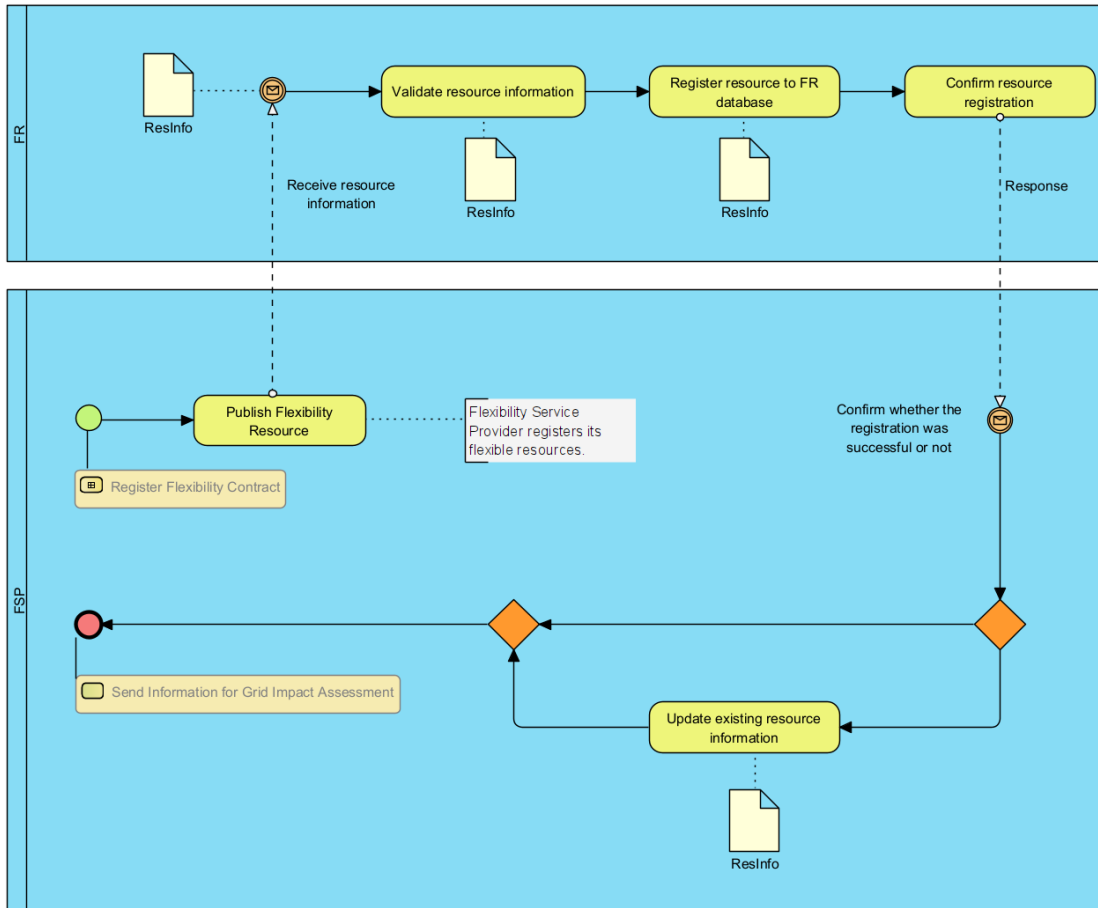 FR
ResInfo
Receive resource
information
Validate resource information
ResInfo
Register resource to FR
database
ResInfo
Confirm resource
registration
Response
FSP
Publish Flexibility
Resource
Flexibility Service
Provider registers its
flexible resources.
Register Flexibility Contract
Confirm whether the
registration was
successful or not
Send Information for Grid Impact Assessment
Update existing resource
information
ResInfo